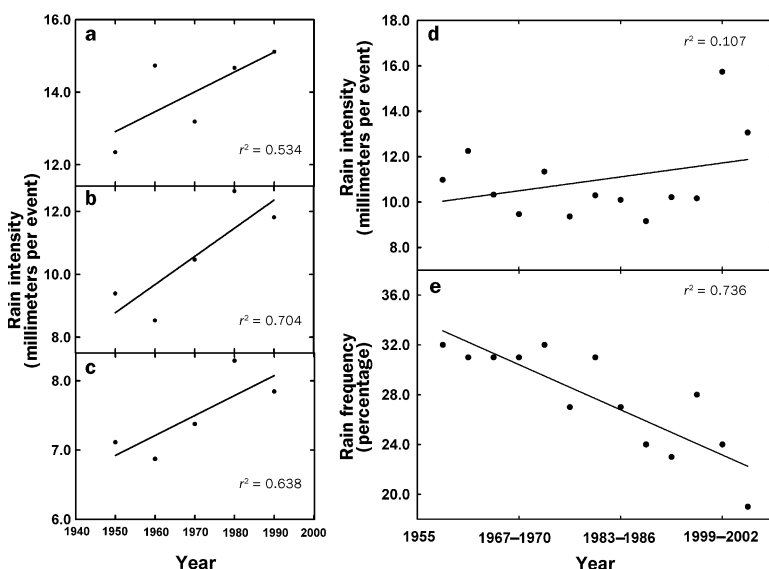 a
16.0
14.0
12.0
r² = 0.534
b
12.0
10.0
8.0
r² = 0.704
c
8.0
7.0
6.0
r² = 0.638
Rain intensity
(millimeters per event)
1940 1950 1960 1970 1980 1990 2000
Year
d
18.0
16.0
14.0
12.0
10.0
8.0
r² = 0.107
Rain intensity
(millimeters per event)
e
36.0
32.0
28.0
24.0
20.0
r² = 0.736
Rain frequency
(percentage)
1955 1967–1970 1983–1986 1999–2002
Year